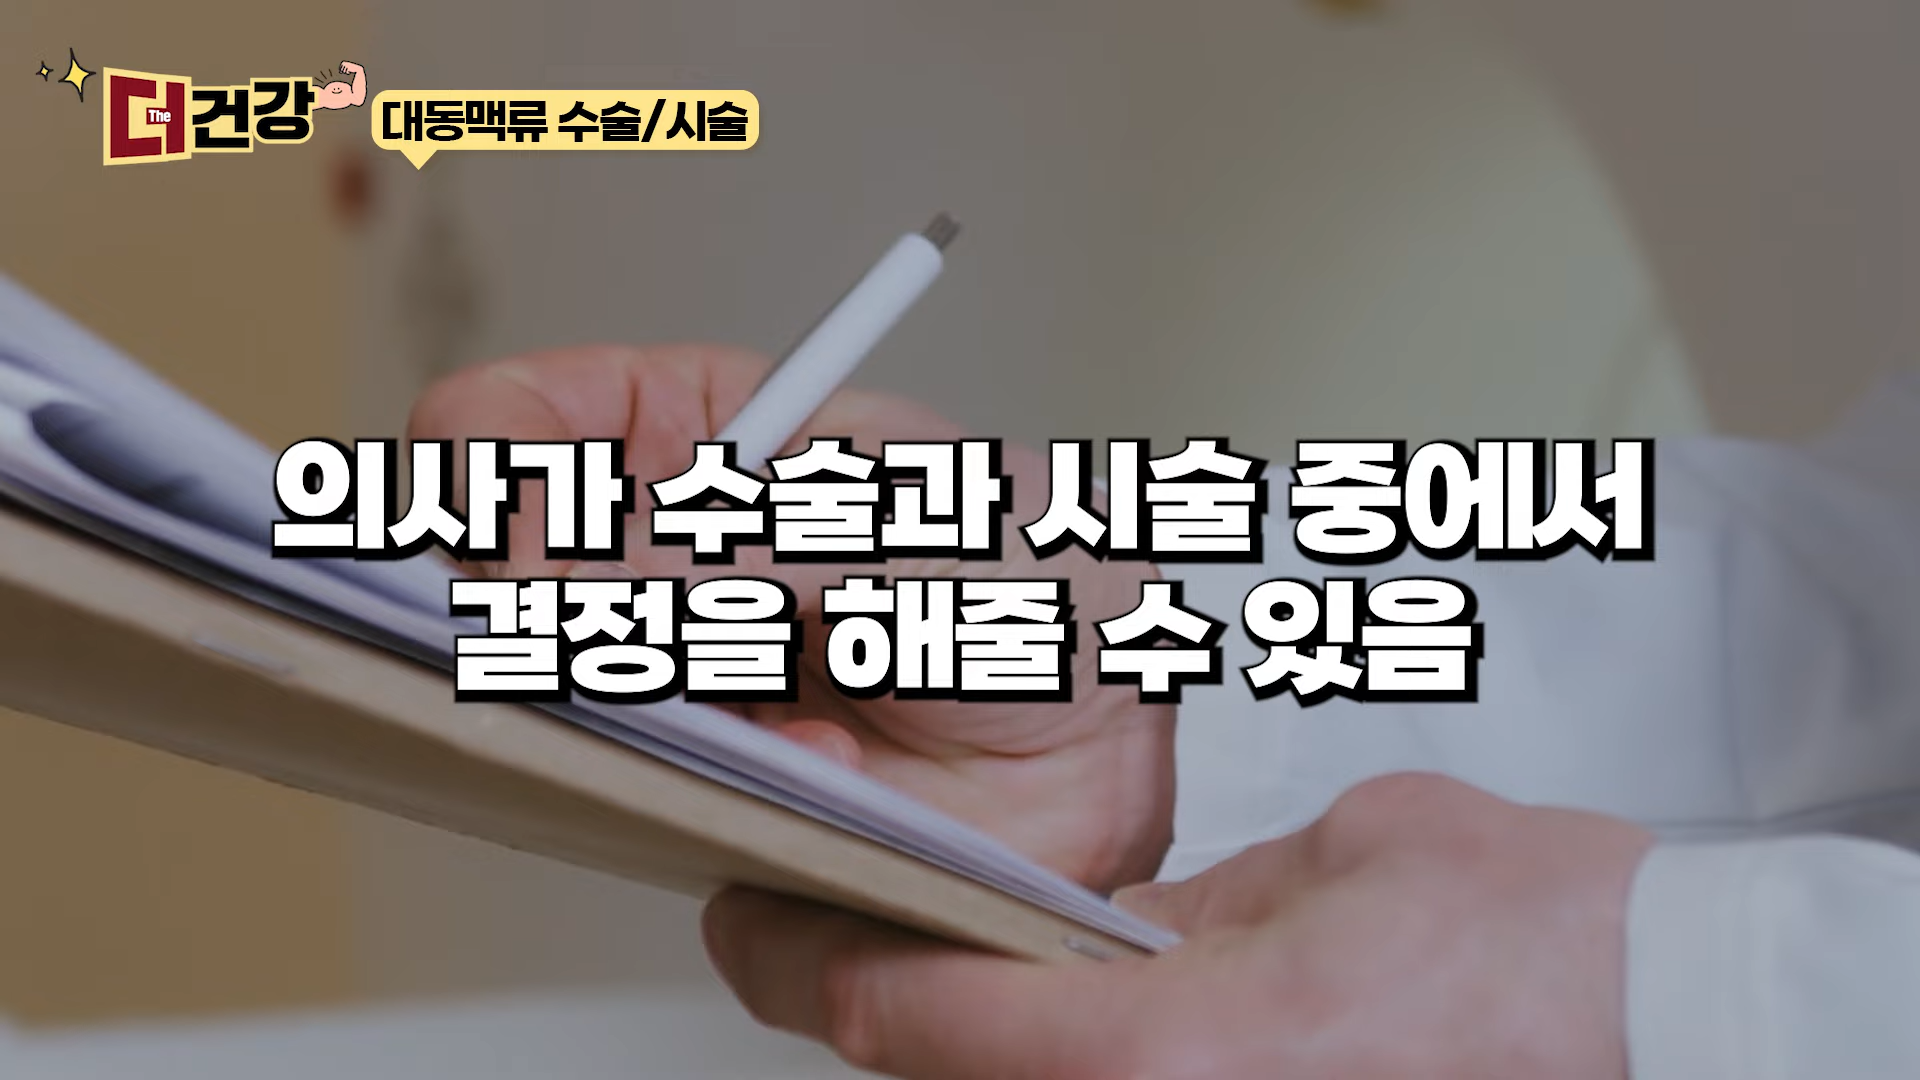 더건강
The
대동맥류 수술/시술
의사가 수술과 시술 중에서
결정을 해줄 수 있음